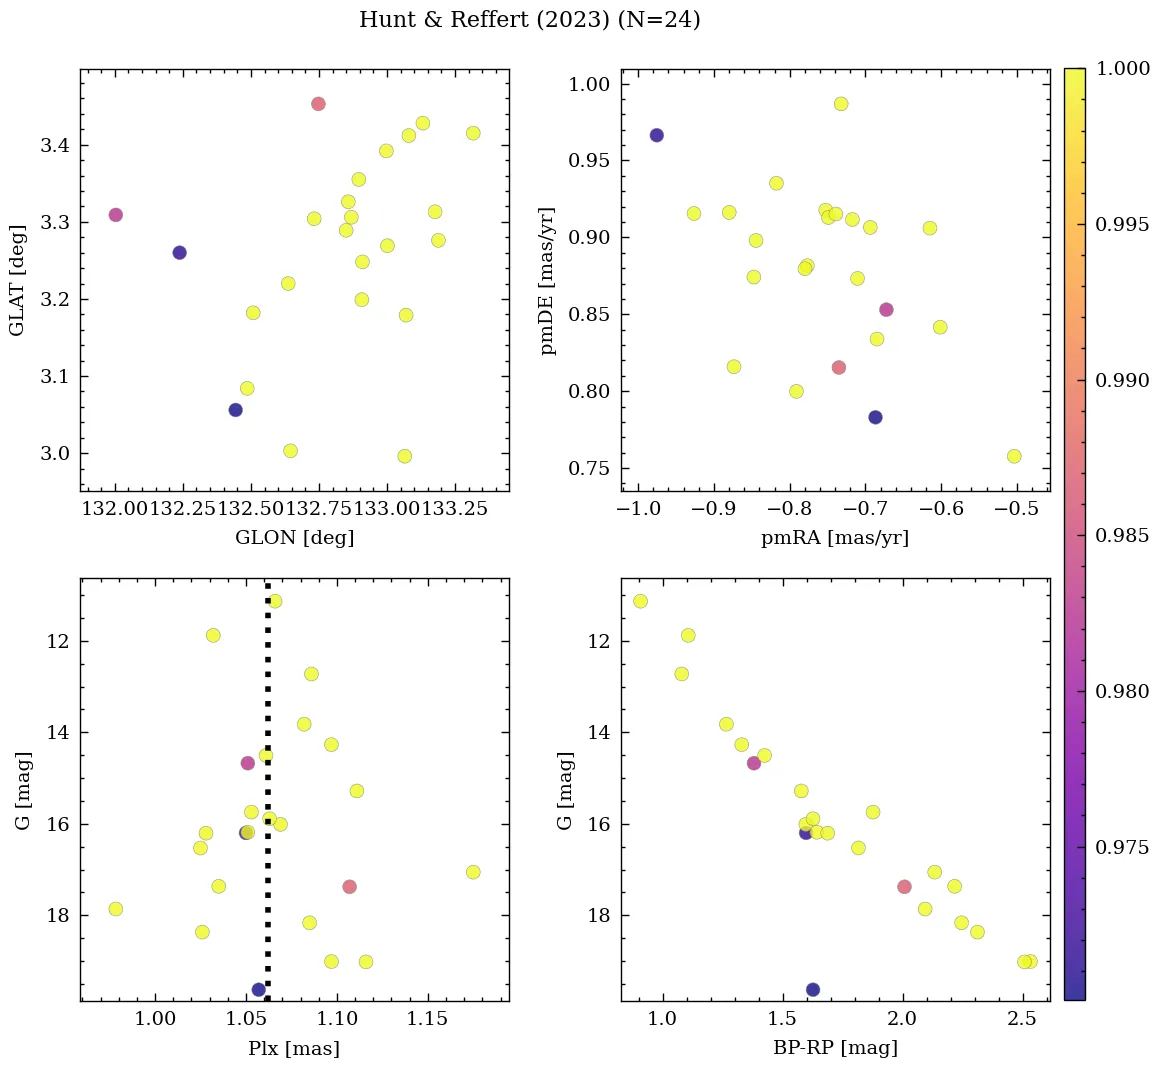 Hunt & Reffert (2023) (N=24)
3.4
3.3
3.2
3.1
3.0
GLAT [deg]
132.00 132.25 132.50 132.75 133.00 133.25
GLON [deg]
1.00
0.95
0.90
0.85
0.80
0.75
pmDE [mas/yr]
−1.0 −0.9 −0.8 −0.7 −0.6 −0.5
pmRA [mas/yr]
1.000
0.995
0.990
0.985
0.980
0.975
12
14
16
18
G [mag]
1.00 1.05 1.10 1.15
Plx [mas]
12
14
16
18
G [mag]
1.0 1.5 2.0 2.5
BP-RP [mag]